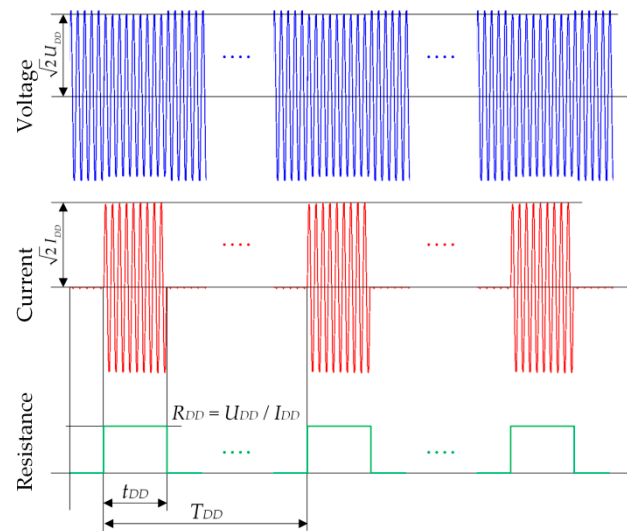 Voltage
√2 U_DD
....
....
Current
√2 I_DD
....
....
Resistance
R_DD = U_DD / I_DD
....
....
t_DD
T_DD